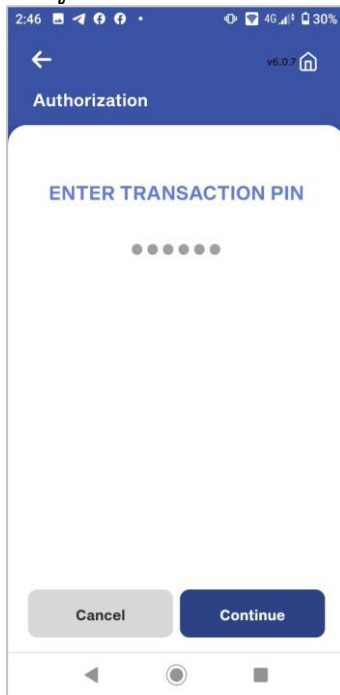 2:46 4G 30%
v6.0.7
Authorization
ENTER TRANSACTION PIN
Cancel Continue